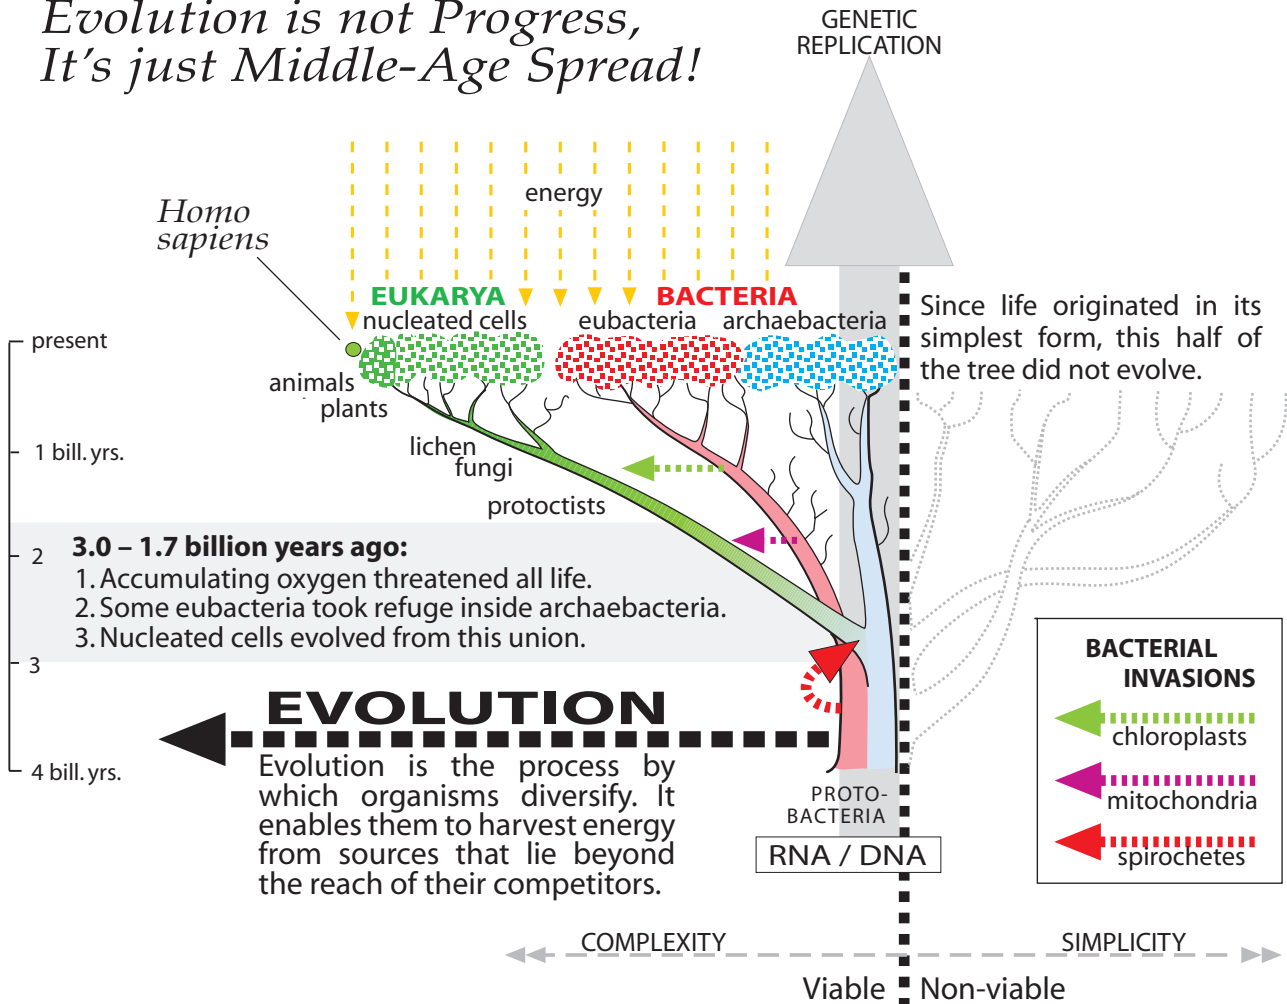 Evolution is not Progress,
It's just Middle-Age Spread!
GENETIC
REPLICATION
energy
Homo
sapiens
EUKARYA
nucleated cells
BACTERIA
eubacteria
archaebacteria
Since life originated in its
simplest form, this half of
the tree did not evolve.
present
1 bill. yrs.
2
3
4 bill. yrs.
animals
plants
lichen
fungi
protoctists
3.0 – 1.7 billion years ago:
1. Accumulating oxygen threatened all life.
2. Some eubacteria took refuge inside archaebacteria.
3. Nucleated cells evolved from this union.
EVOLUTION
Evolution is the process by
which organisms diversify. It
enables them to harvest energy
from sources that lie beyond
the reach of their competitors.
PROTO-
BACTERIA
RNA / DNA
BACTERIAL
INVASIONS
chloroplasts
mitochondria
spirochetes
COMPLEXITY
SIMPLICITY
Viable
Non-viable